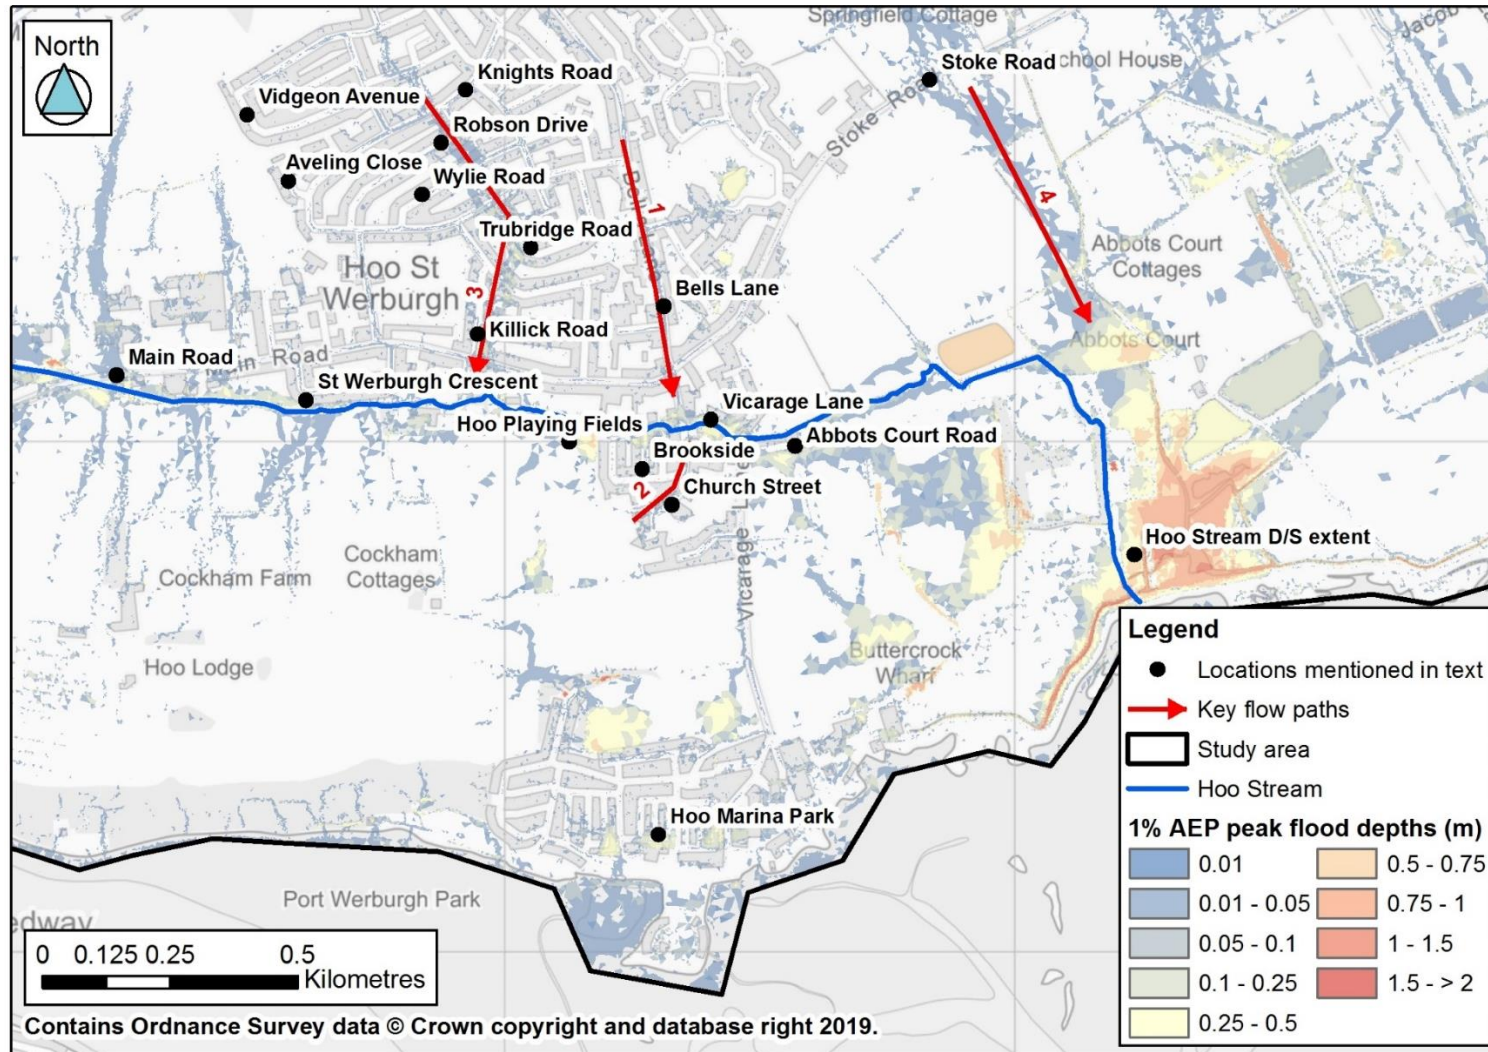 North
Springfield Cottage
Stoke Road
chool House
Jacob
Knights Road
Vidgeon Avenue
Robson Drive
Stoke Road
Aveling Close
Wylie Road
1
4
Trubridge Road
Abbots Court
Cottages
Hoo St
Werburgh
3
Bells Lane
Killick Road
Main Road
Main Road
Abbots Court
St Werburgh Crescent
Vicarage Lane
Hoo Playing Fields
Abbots Court Road
Brookside
2
Church Street
Hoo Stream D/S extent
Cockham
Cottages
Cockham Farm
Vicarage
Hoo Lodge
Buttercrock
Wharf
Hoo Marina Park
Port Werburgh Park
edway
Legend
Locations mentioned in text
Key flow paths
Study area
Hoo Stream
1% AEP peak flood depths (m)
0.01 0.5 - 0.75
0.01 - 0.05 0.75 - 1
0.05 - 0.1 1 - 1.5
0.1 - 0.25 1.5 - > 2
0.25 - 0.5
0 0.125 0.25 0.5
Kilometres
Contains Ordnance Survey data © Crown copyright and database right 2019.